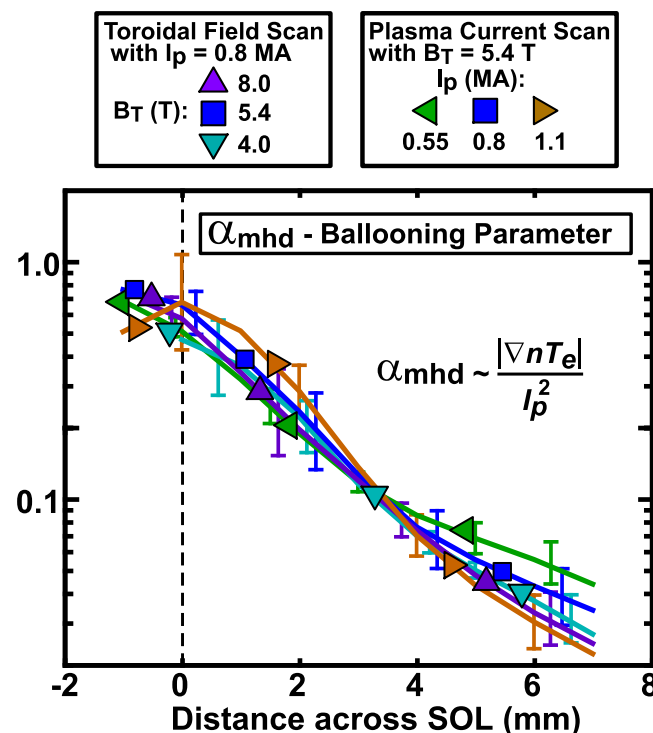 Toroidal Field Scan
with Ip = 0.8 MA
8.0
BT (T): 5.4
4.0
Plasma Current Scan
with BT = 5.4 T
Ip (MA):
0.55 0.8 1.1
αmhd - Ballooning Parameter
αmhd ~ |∇nTe| / Ip^2
1.0
0.1
-2 0 2 4 6 8
Distance across SOL (mm)